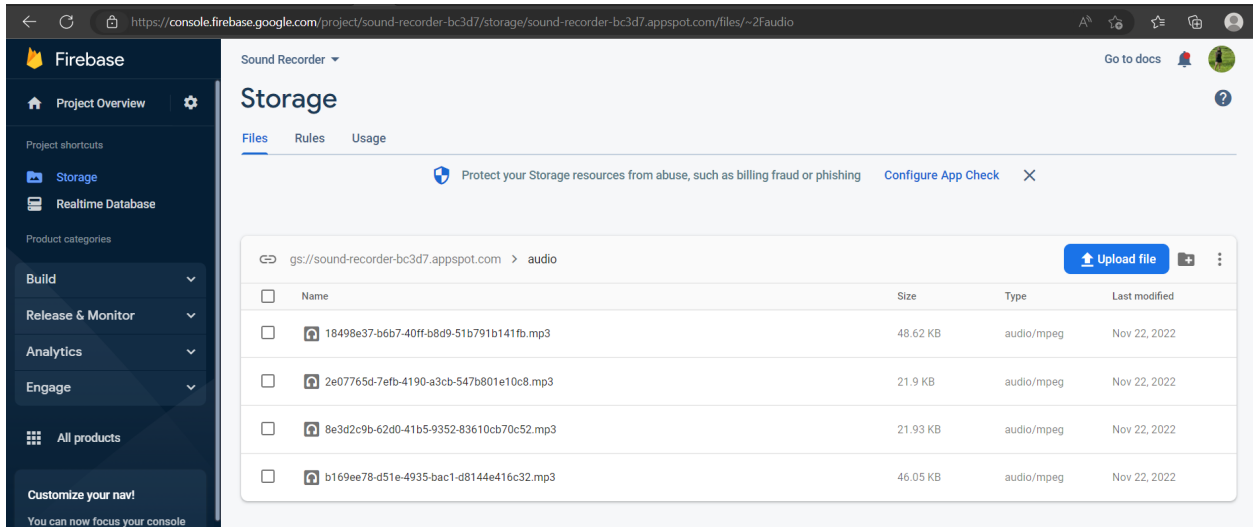 https://console.firebase.google.com/project/sound-recorder-bc3d7/storage/sound-recorder-bc3d7.appspot.com/files/~2Faudio
Firebase
Project Overview
Project shortcuts
Storage
Realtime Database
Product categories
Build
Release & Monitor
Analytics
Engage
All products
Customize your nav!
You can now focus your console
Sound Recorder
Go to docs
Storage
Files Rules Usage
Protect your Storage resources from abuse, such as billing fraud or phishing Configure App Check
gs://sound-recorder-bc3d7.appspot.com > audio Upload file
Name Size Type Last modified
18498e37-b6b7-40ff-b8d9-51b791b141fb.mp3 48.62 KB audio/mpeg Nov 22, 2022
2e07765d-7efb-4190-a3cb-547b801e10c8.mp3 21.9 KB audio/mpeg Nov 22, 2022
8e3d2c9b-62d0-41b5-9352-83610cb70c52.mp3 21.93 KB audio/mpeg Nov 22, 2022
b169ee78-d51e-4935-bac1-d8144e416c32.mp3 46.05 KB audio/mpeg Nov 22, 2022